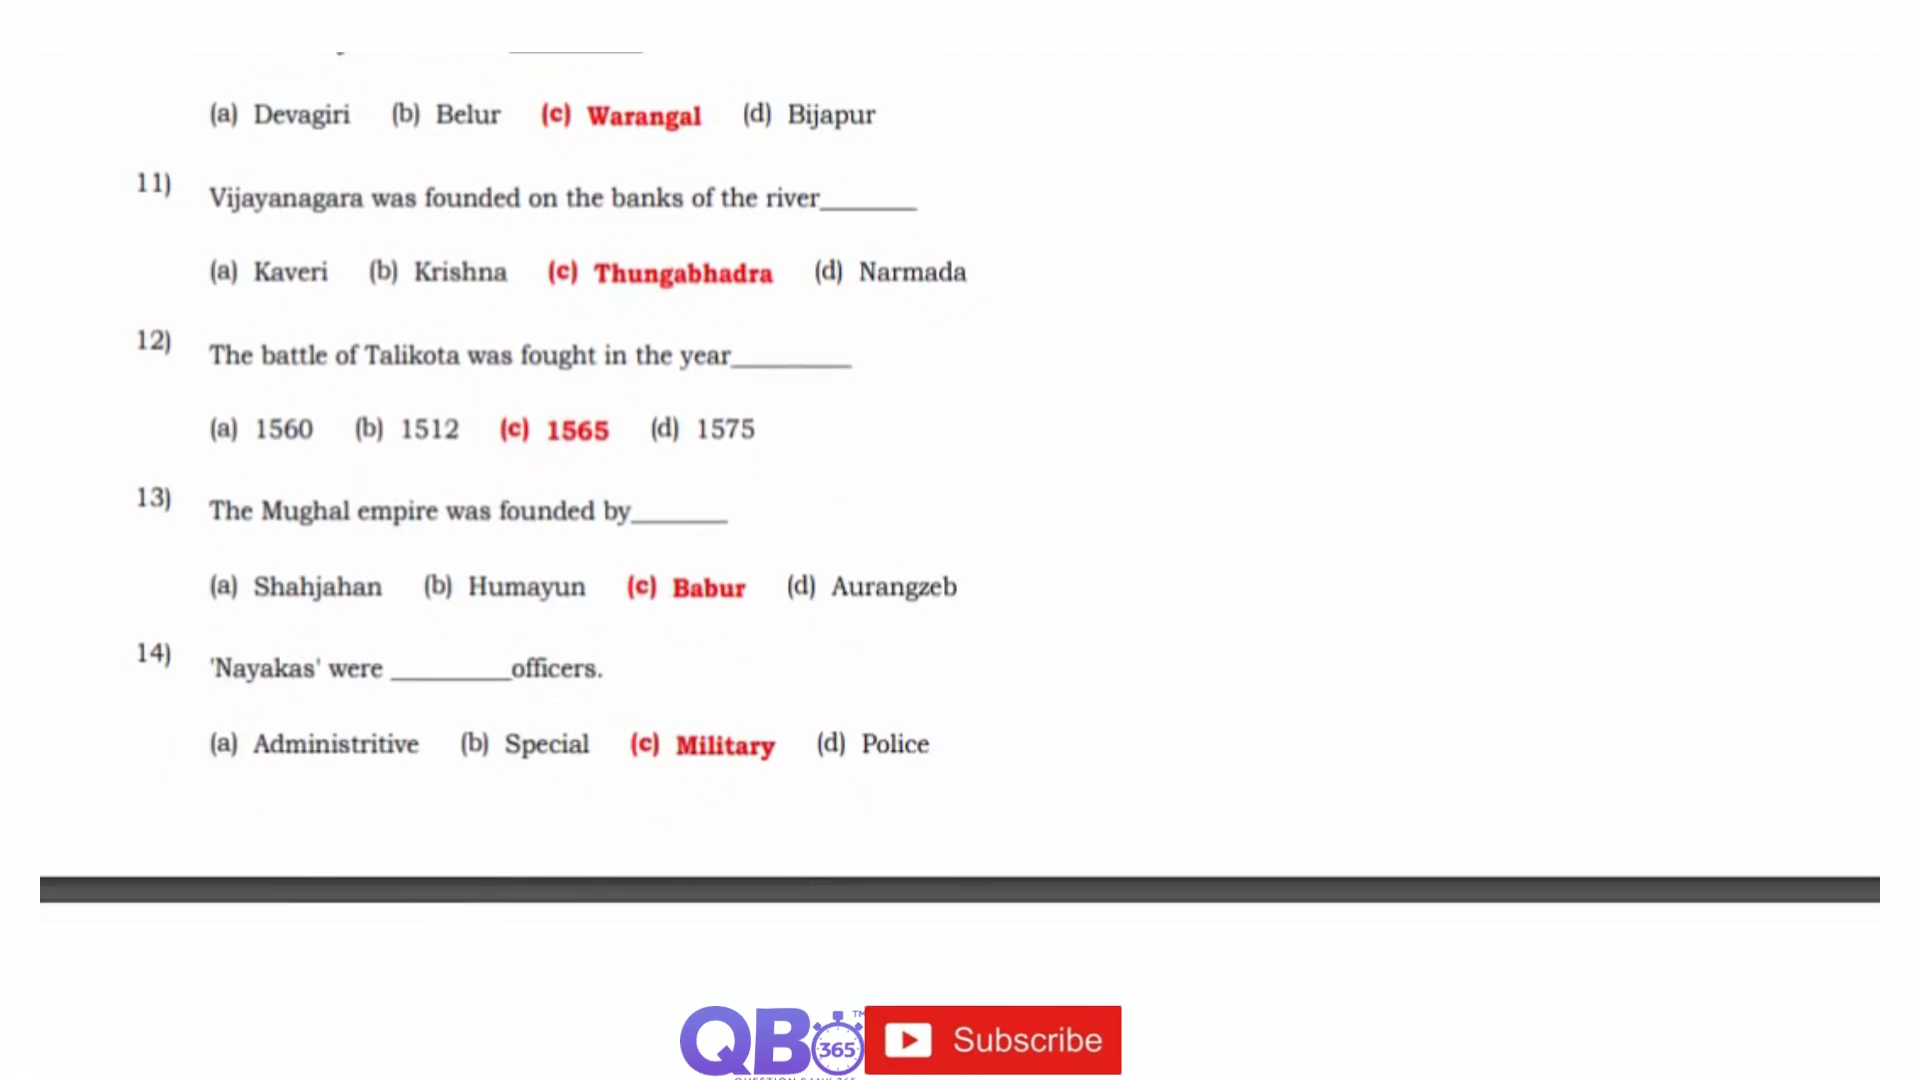 (a) Devagiri (b) Belur (c) Warangal (d) Bijapur
11) Vijayanagara was founded on the banks of the river_______
(a) Kaveri (b) Krishna (c) Thungabhadra (d) Narmada
12) The battle of Talikota was fought in the year_________
(a) 1560 (b) 1512 (c) 1565 (d) 1575
13) The Mughal empire was founded by_______
(a) Shahjahan (b) Humayun (c) Babur (d) Aurangzeb
14) 'Nayakas' were _________officers.
(a) Administritive (b) Special (c) Military (d) Police
QB 365 ™ Subscribe